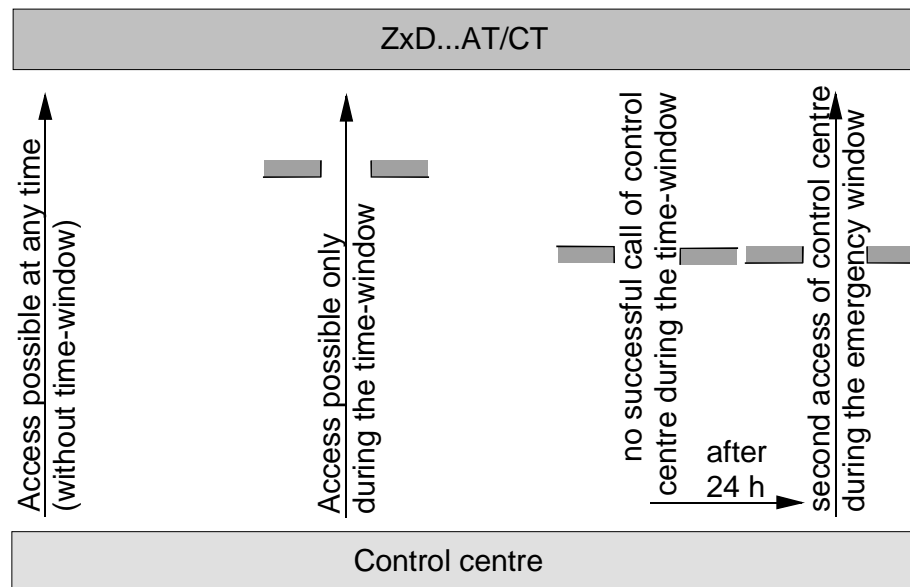 ZxD...AT/CT
Access possible at any time
(without time-window)
Access possible only
during the time-window
no successful call of control
centre during the time-window
after
24 h
second access of control centre
during the emergency window
Control centre